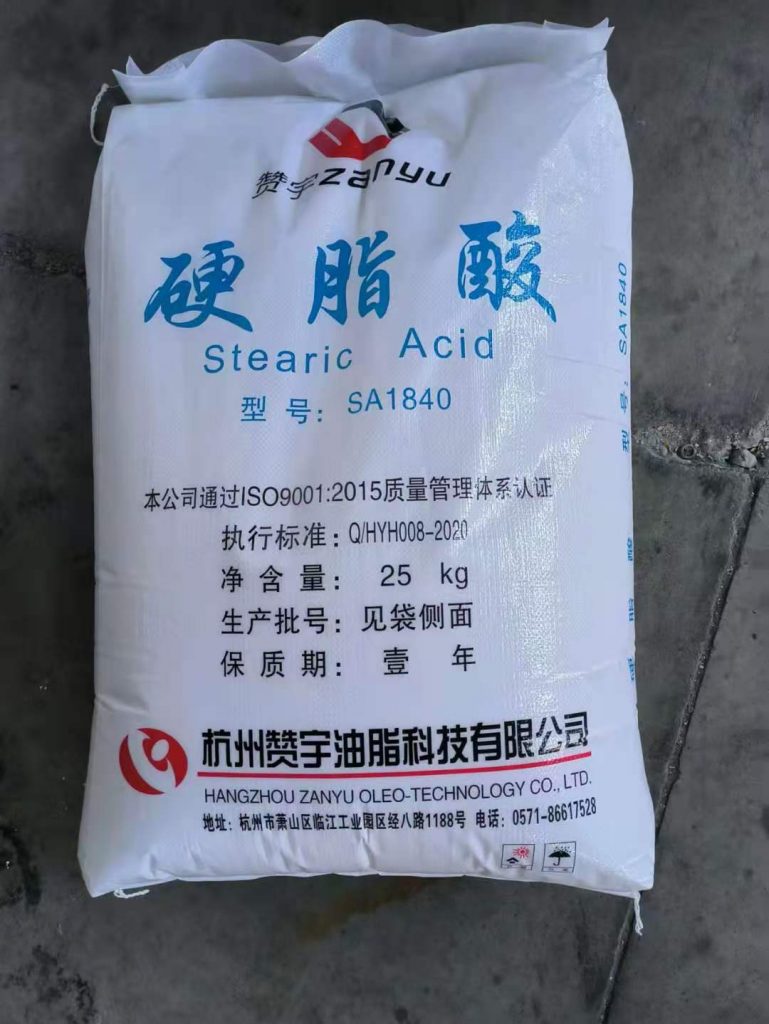 赞宇zanyu
硬脂酸
Stearic Acid
型号：SA1840
本公司通过ISO9001:2015质量管理体系认证
执行标准：Q/HYH008-2020
净含量：25 kg
生产批号：见袋侧面
保质期：壹年
杭州赞宇油脂科技有限公司
HANGZHOU ZANYU OLEO-TECHNOLOGY CO., LTD.
地址：杭州市萧山区临江工业园区经八路1188号 电话：0571-86617528
型号：SA1840
硬脂酸